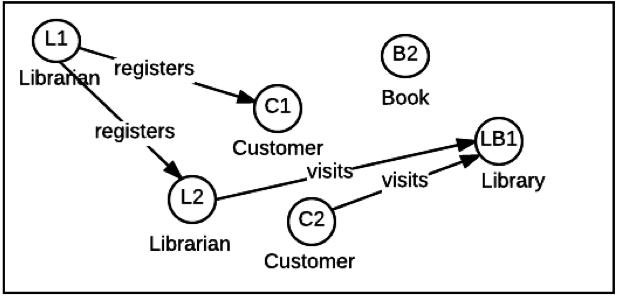 L1
Librarian
registers
C1
Customer
B2
Book
registers
LB1
Library
visits
visits
L2
Librarian
C2
Customer